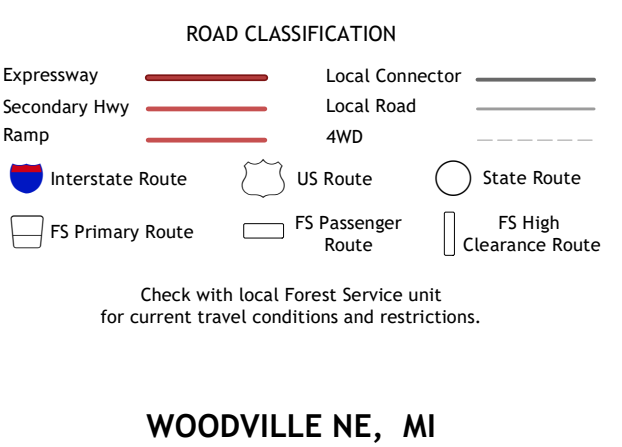 ROAD CLASSIFICATION
Expressway
Local Connector
Secondary Hwy
Local Road
Ramp
4WD
Interstate Route
US Route
State Route
FS Primary Route
FS Passenger
Route
FS High
Clearance Route
Check with local Forest Service unit
for current travel conditions and restrictions.
WOODVILLE NE, MI